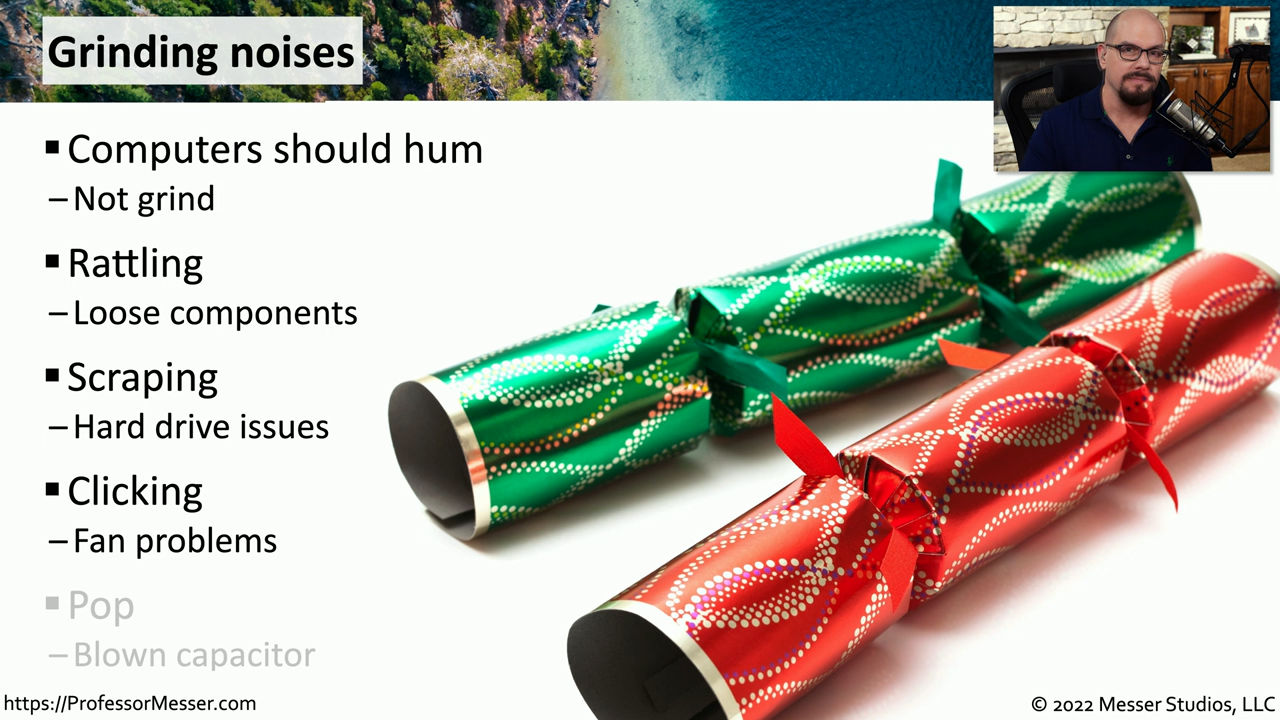 Grinding noises
▪ Computers should hum
– Not grind
▪ Rattling
– Loose components
▪ Scraping
– Hard drive issues
▪ Clicking
– Fan problems
▪ Pop
– Blown capacitor
https://ProfessorMesser.com
© 2022 Messer Studios, LLC